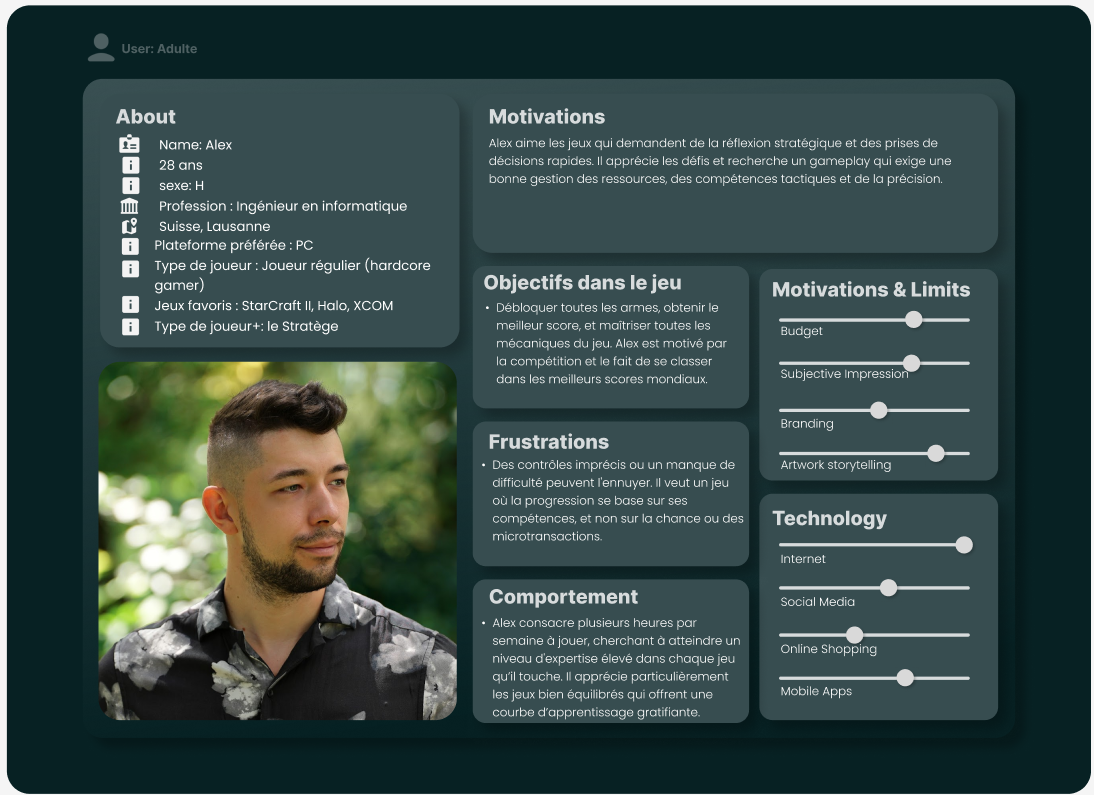 User: Adulte
About
Name: Alex
28 ans
sexe: H
Profession : Ingénieur en informatique
Suisse, Lausanne
Plateforme préférée : PC
Type de joueur : Joueur régulier (hardcore
gamer)
Jeux favoris : StarCraft II, Halo, XCOM
Type de joueur+: le Stratège
Motivations
Alex aime les jeux qui demandent de la réflexion stratégique et des prises de
décisions rapides. Il apprécie les défis et recherche un gameplay qui exige une
bonne gestion des ressources, des compétences tactiques et de la précision.
Objectifs dans le jeu
• Débloquer toutes les armes, obtenir le
meilleur score, et maîtriser toutes les
mécaniques du jeu. Alex est motivé par
la compétition et le fait de se classer
dans les meilleurs scores mondiaux.
Frustrations
• Des contrôles imprécis ou un manque de
difficulté peuvent l'ennuyer. Il veut un jeu
où la progression se base sur ses
compétences, et non sur la chance ou des
microtransactions.
Comportement
• Alex consacre plusieurs heures par
semaine à jouer, cherchant à atteindre un
niveau d'expertise élevé dans chaque jeu
qu'il touche. Il apprécie particulièrement
les jeux bien équilibrés qui offrent une
courbe d'apprentissage gratifiante.
Motivations & Limits
Budget
Subjective Impression
Branding
Artwork storytelling
Technology
Internet
Social Media
Online Shopping
Mobile Apps